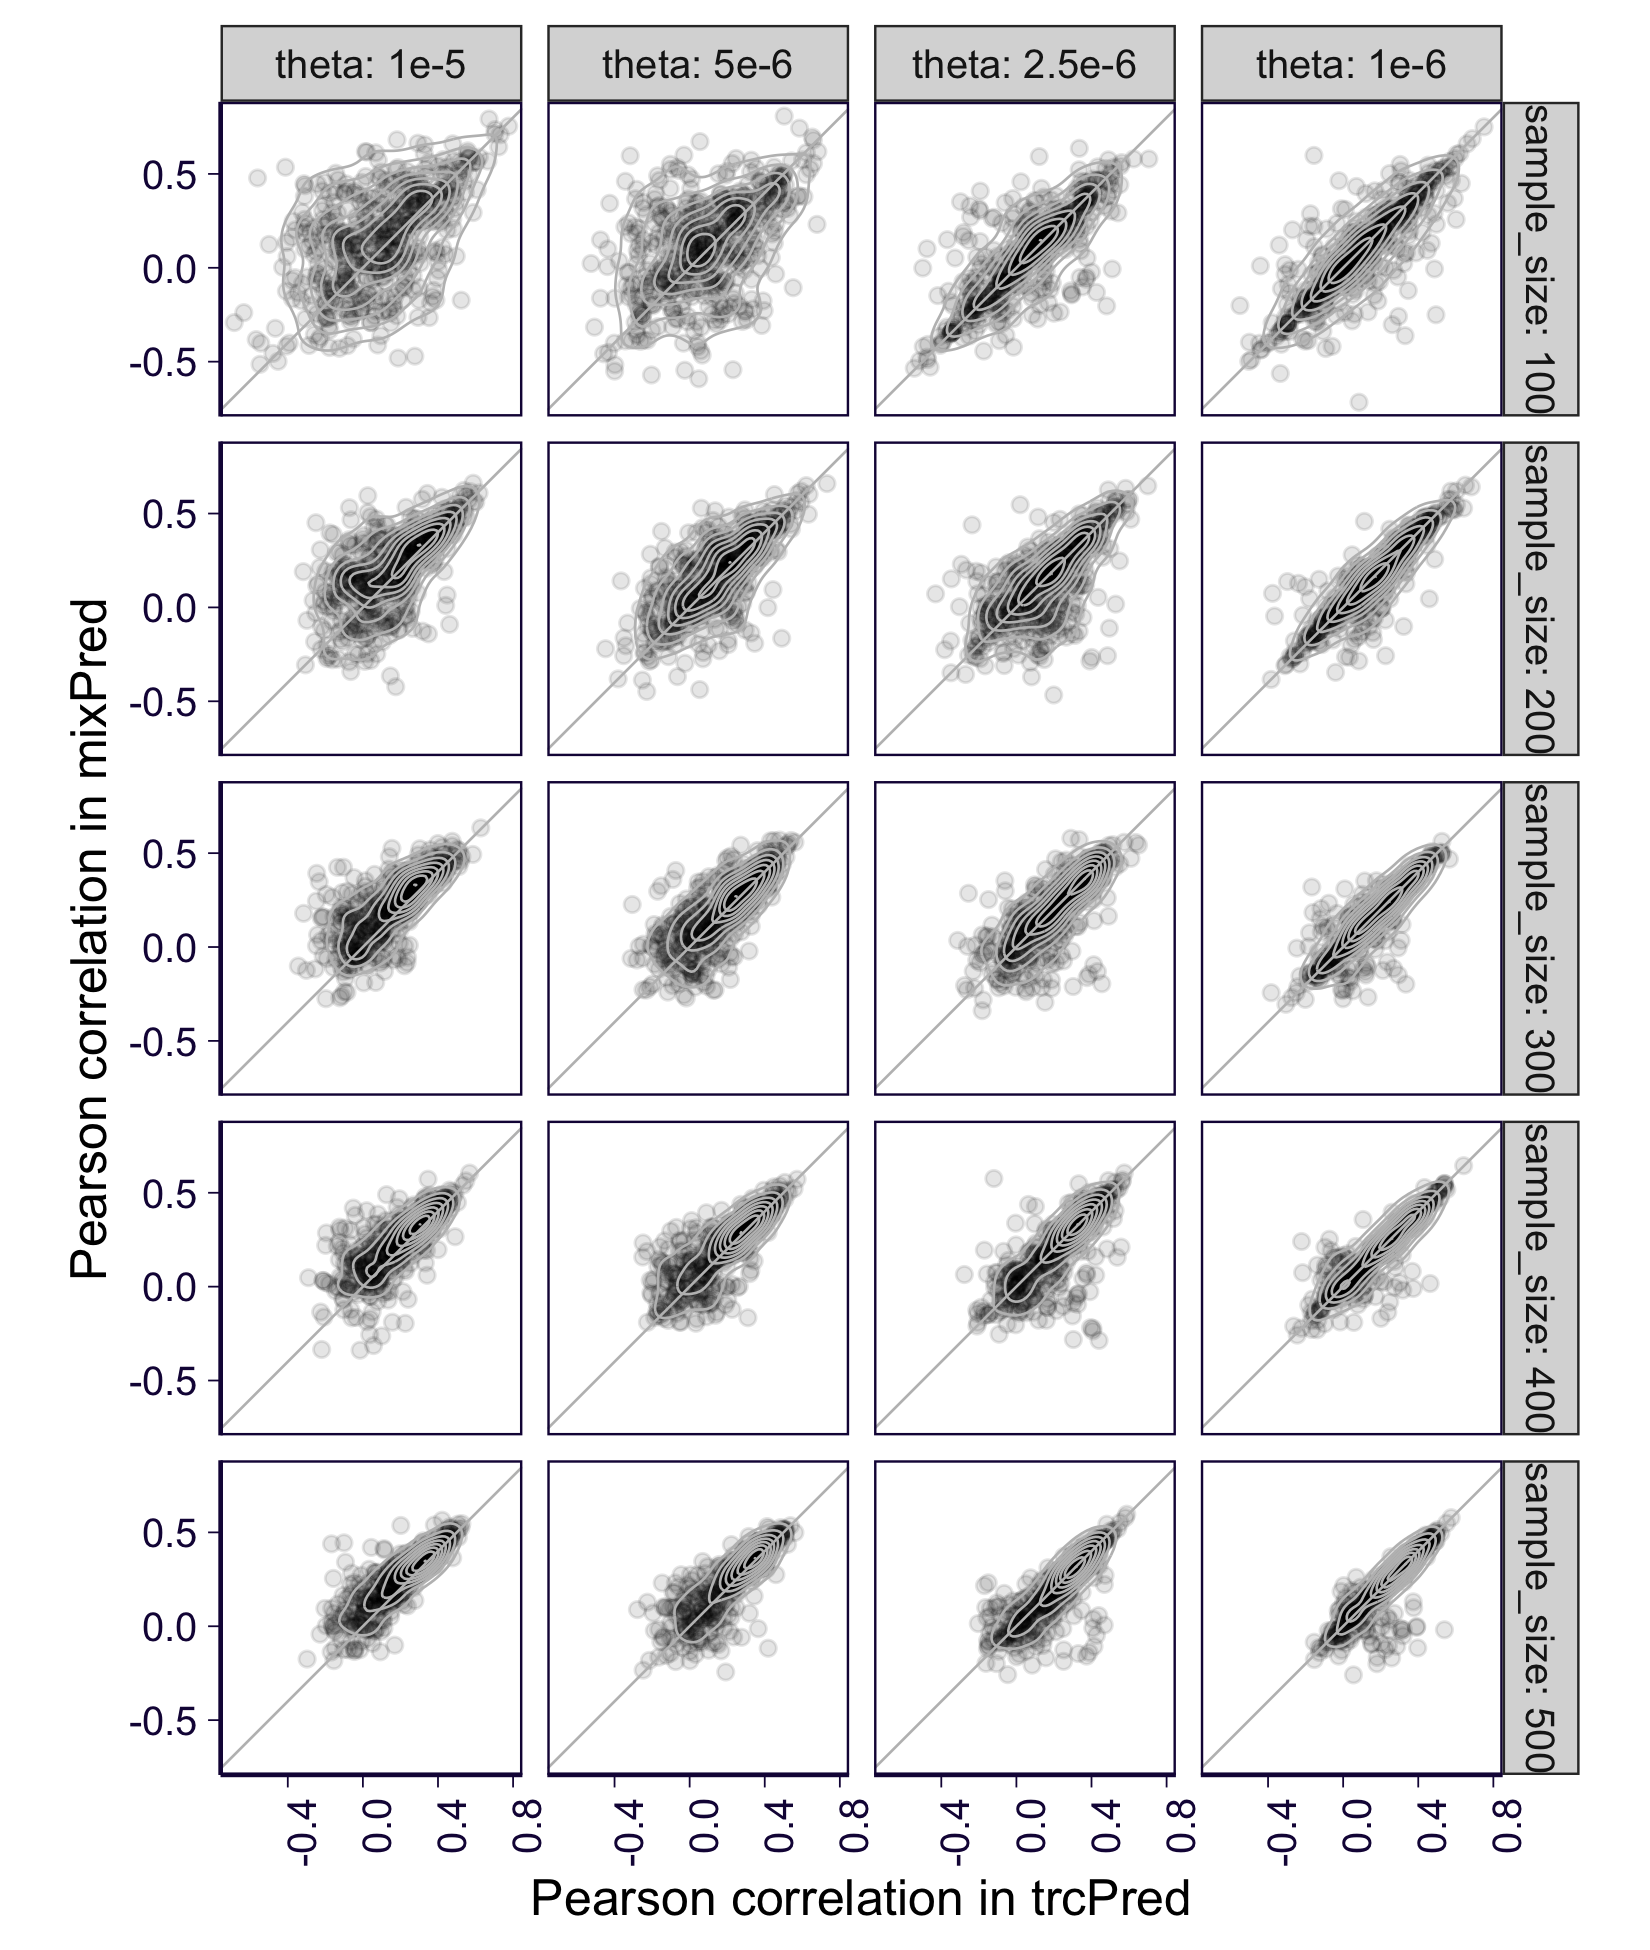 theta: 1e-5
theta: 5e-6
theta: 2.5e-6
theta: 1e-6
sample_size: 100
sample_size: 200
sample_size: 300
sample_size: 400
sample_size: 500
Pearson correlation in mixPred
0.5
0.0
-0.5
0.5
0.0
-0.5
0.5
0.0
-0.5
0.5
0.0
-0.5
0.5
0.0
-0.5
-0.4
0.0
0.4
0.8
-0.4
0.0
0.4
0.8
-0.4
0.0
0.4
0.8
-0.4
0.0
0.4
0.8
Pearson correlation in trcPred